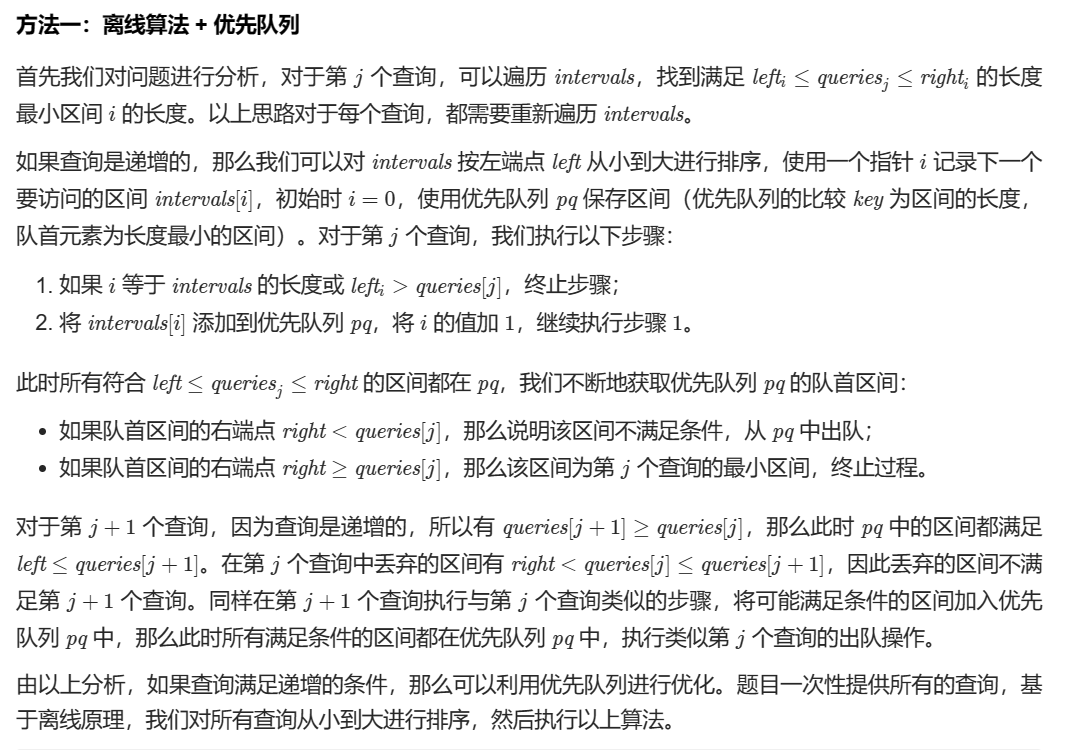 方法一：离线算法 + 优先队列
首先我们对问题进行分析，对于第 j 个查询，可以遍历 intervals，找到满足 leftᵢ ≤ queriesⱼ ≤ rightᵢ 的长度
最小区间 i 的长度。以上思路对于每个查询，都需要重新遍历 intervals。
如果查询是递增的，那么我们可以对 intervals 按左端点 left 从小到大进行排序，使用一个指针 i 记录下一个
要访问的区间 intervals[i]，初始时 i = 0，使用优先队列 pq 保存区间（优先队列的比较 key 为区间的长度，
队首元素为长度最小的区间）。对于第 j 个查询，我们执行以下步骤：
1. 如果 i 等于 intervals 的长度或 leftᵢ > queries[j]，终止步骤；
2. 将 intervals[i] 添加到优先队列 pq，将 i 的值加 1，继续执行步骤 1。
此时所有符合 left ≤ queriesⱼ ≤ right 的区间都在 pq，我们不断地获取优先队列 pq 的队首区间：
• 如果队首区间的右端点 right < queries[j]，那么说明该区间不满足条件，从 pq 中出队；
• 如果队首区间的右端点 right ≥ queries[j]，那么该区间为第 j 个查询的最小区间，终止过程。
对于第 j + 1 个查询，因为查询是递增的，所以有 queries[j + 1] ≥ queries[j]，那么此时 pq 中的区间都满足
left ≤ queries[j + 1]。在第 j 个查询中丢弃的区间有 right < queries[j] ≤ queries[j + 1]，因此丢弃的区间不满
足第 j + 1 个查询。同样在第 j + 1 个查询执行与第 j 个查询类似的步骤，将可能满足条件的区间加入优先
队列 pq 中，那么此时所有满足条件的区间都在优先队列 pq 中，执行类似第 j 个查询的出队操作。
由以上分析，如果查询满足递增的条件，那么可以利用优先队列进行优化。题目一次性提供所有的查询，基
于离线原理，我们对所有查询从小到大进行排序，然后执行以上算法。